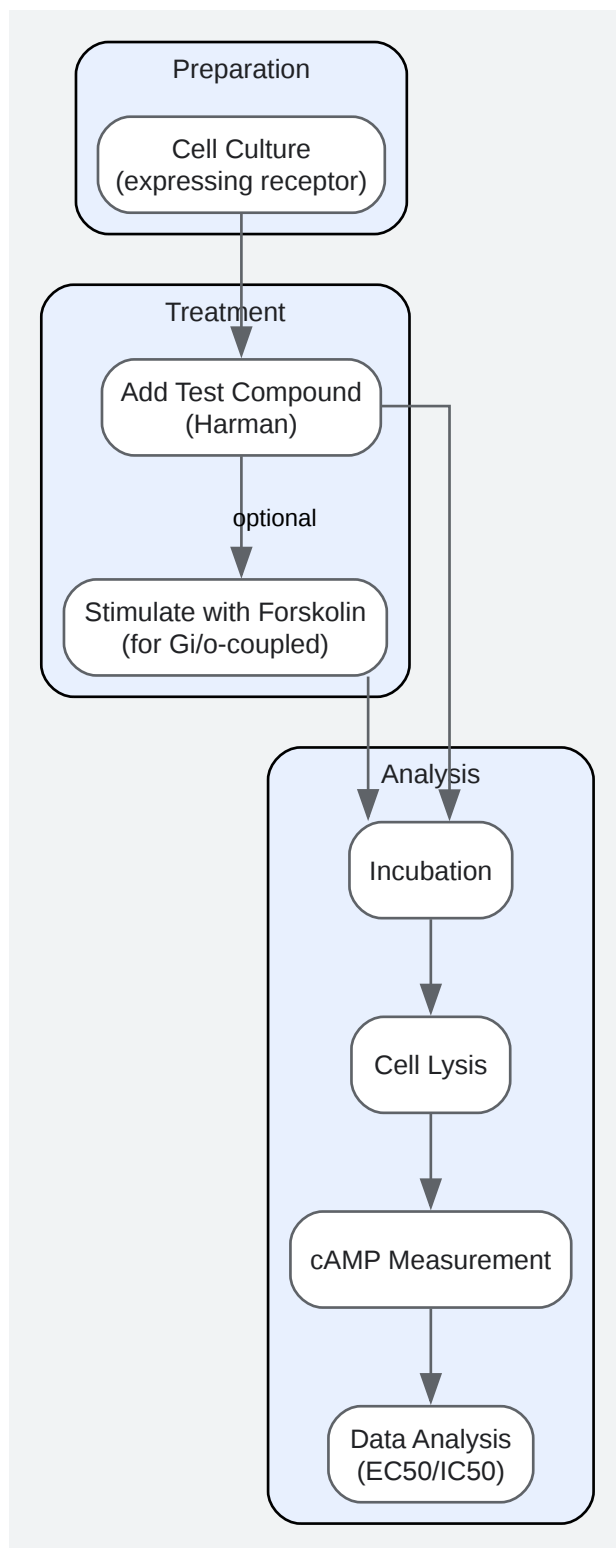 Preparation
Cell Culture
(expressing receptor)
Treatment
Add Test Compound
(Harman)
optional
Stimulate with Forskolin
(for Gi/o-coupled)
Analysis
Incubation
Cell Lysis
cAMP Measurement
Data Analysis
(EC50/IC50)